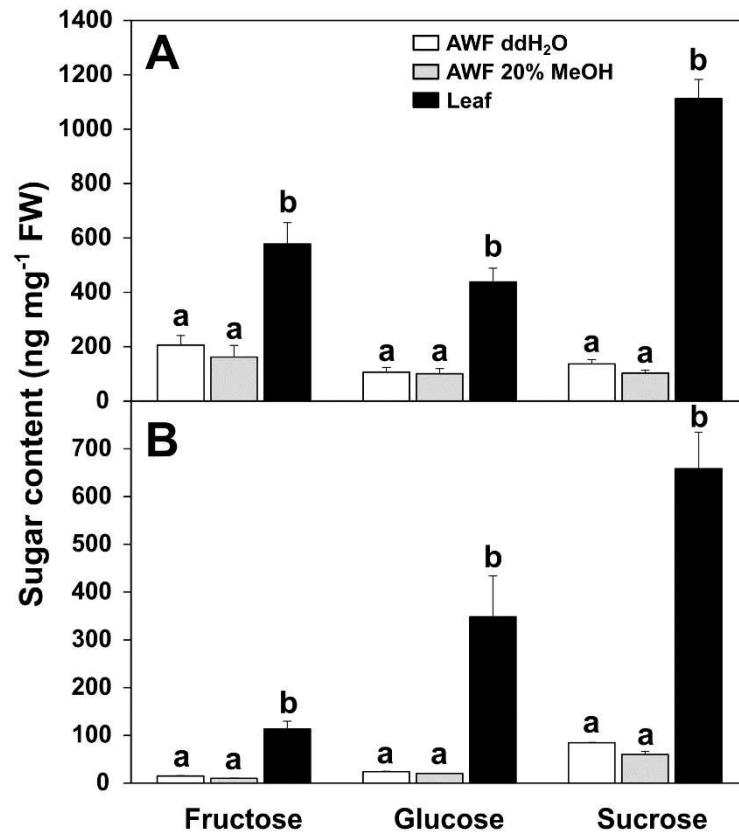 Sugar content (ng mg⁻¹ FW)
A
1400
1200
1000
800
600
400
200
0
AWF ddH₂O
AWF 20% MeOH
Leaf
a
a
b
a
a
b
a
a
b
B
700
600
500
400
300
200
100
0
a
a
b
a
a
b
a
a
b
Fructose
Glucose
Sucrose